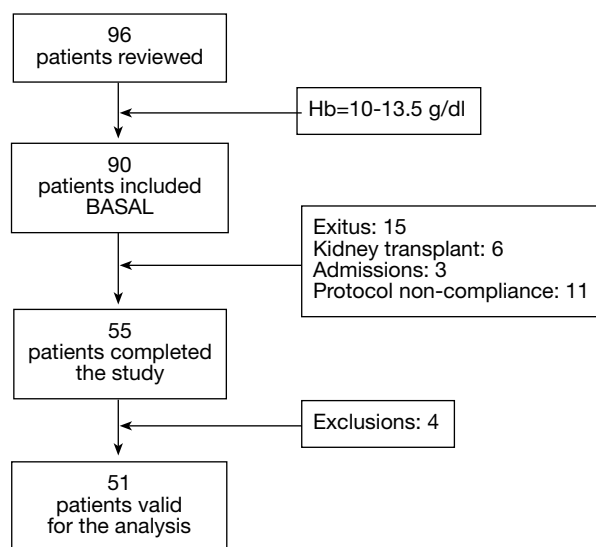 96
patients reviewed
Hb=10-13.5 g/dl
90
patients included
BASAL
Exitus: 15
Kidney transplant: 6
Admissions: 3
Protocol non-compliance: 11
55
patients completed
the study
Exclusions: 4
51
patients valid
for the analysis